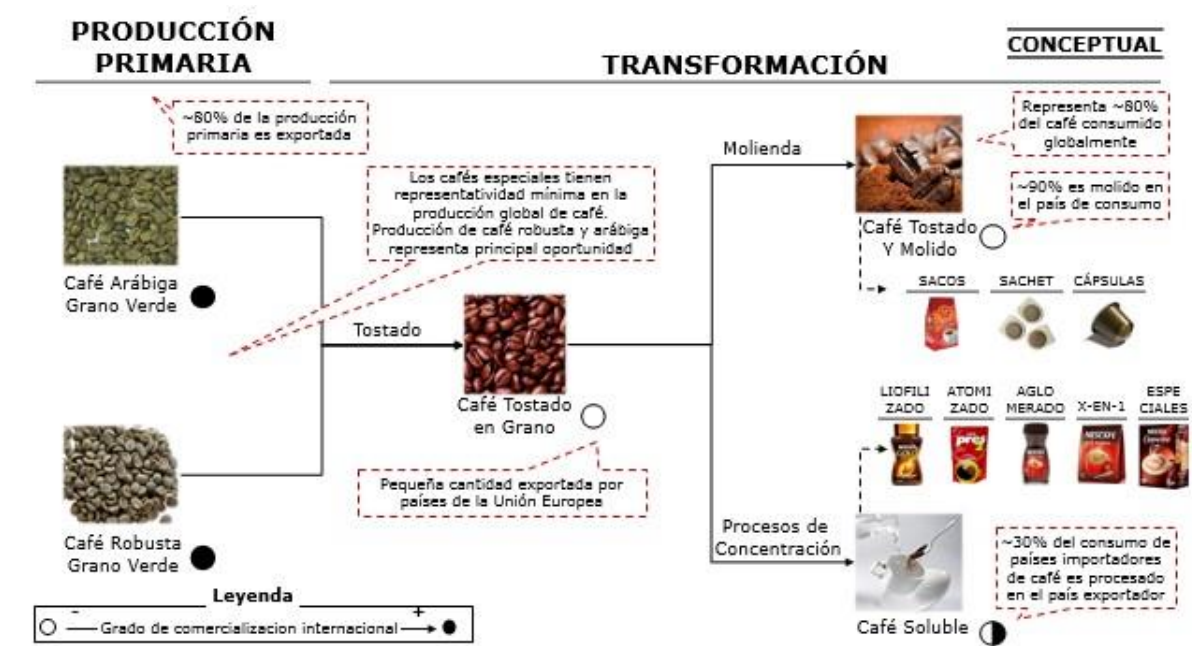 PRODUCCIÓN
PRIMARIA
TRANSFORMACIÓN
CONCEPTUAL
~80% de la producción
primaria es exportada
Café Arábiga
Grano Verde
Los cafés especiales tienen
representatividad mínima en la
producción global de café.
Producción de café robusta y arábiga
representa principal oportunidad
Tostado
Café Tostado
en Grano
Pequeña cantidad exportada por
países de la Unión Europea
Café Robusta
Grano Verde
Molienda
Café Tostado
Y Molido
Representa ~80%
del café consumido
globalmente
~90% es molido en
el país de consumo
SACOS
SACHET
CÁPSULAS
LIOFILI
ZADO
ATOMI
ZADO
AGLO
MERADO
X-EN-1
ESPE
CIALES
GOLD
pres
2
NESCAFÉ
Procesos de
Concentración
Café Soluble
~30% del consumo de
países importadores
de café es procesado
en el país exportador
Leyenda
- +
Grado de comercializacion internacional